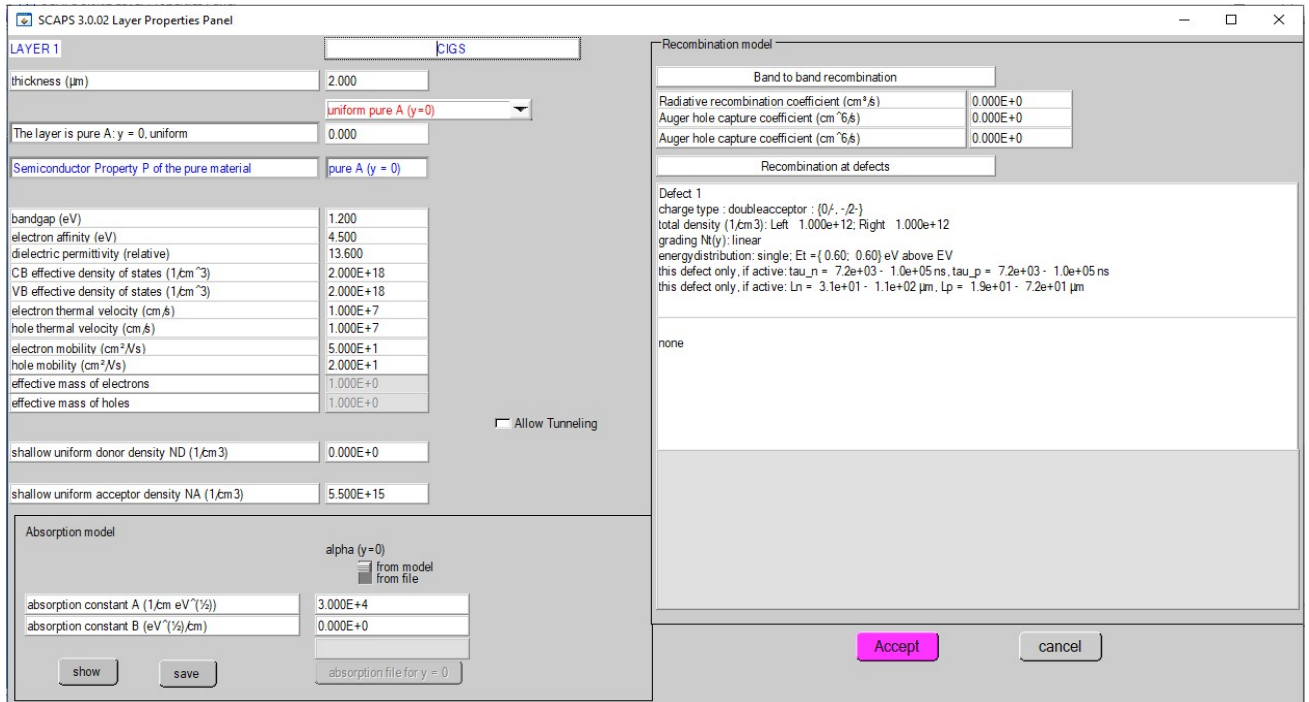 SCAPS 3.0.02 Layer Properties Panel
LAYER 1 CIGS
thickness (µm) 2.000
uniform pure A (y=0)
The layer is pure A: y = 0, uniform 0.000
Semiconductor Property P of the pure material pure A (y = 0)
bandgap (eV) 1.200
electron affinity (eV) 4.500
dielectric permittivity (relative) 13.600
CB effective density of states (1/cm^3) 2.000E+18
VB effective density of states (1/cm^3) 2.000E+18
electron thermal velocity (cm/s) 1.000E+7
hole thermal velocity (cm/s) 1.000E+7
electron mobility (cm²/Vs) 5.000E+1
hole mobility (cm²/Vs) 2.000E+1
effective mass of electrons 1.000E+0
effective mass of holes 1.000E+0
Allow Tunneling
shallow uniform donor density ND (1/cm3) 0.000E+0
shallow uniform acceptor density NA (1/cm3) 5.500E+15
Absorption model
alpha (y=0)
from model
from file
absorption constant A (1/cm eV^(½)) 3.000E+4
absorption constant B (eV^(½)/cm) 0.000E+0
show save absorption file for y = 0
Recombination model
Band to band recombination
Radiative recombination coefficient (cm³/s) 0.000E+0
Auger hole capture coefficient (cm^6/s) 0.000E+0
Auger hole capture coefficient (cm^6/s) 0.000E+0
Recombination at defects
Defect 1
charge type : doubleacceptor : {0/-, -/2-}
total density (1/cm3): Left 1.000e+12; Right 1.000e+12
grading Nt(y): linear
energydistribution: single; Et ={ 0.60; 0.60} eV above EV
this defect only, if active: tau_n = 7.2e+03 - 1.0e+05 ns, tau_p = 7.2e+03 - 1.0e+05 ns
this defect only, if active: Ln = 3.1e+01 - 1.1e+02 µm, Lp = 1.9e+01 - 7.2e+01 µm
none
Accept cancel